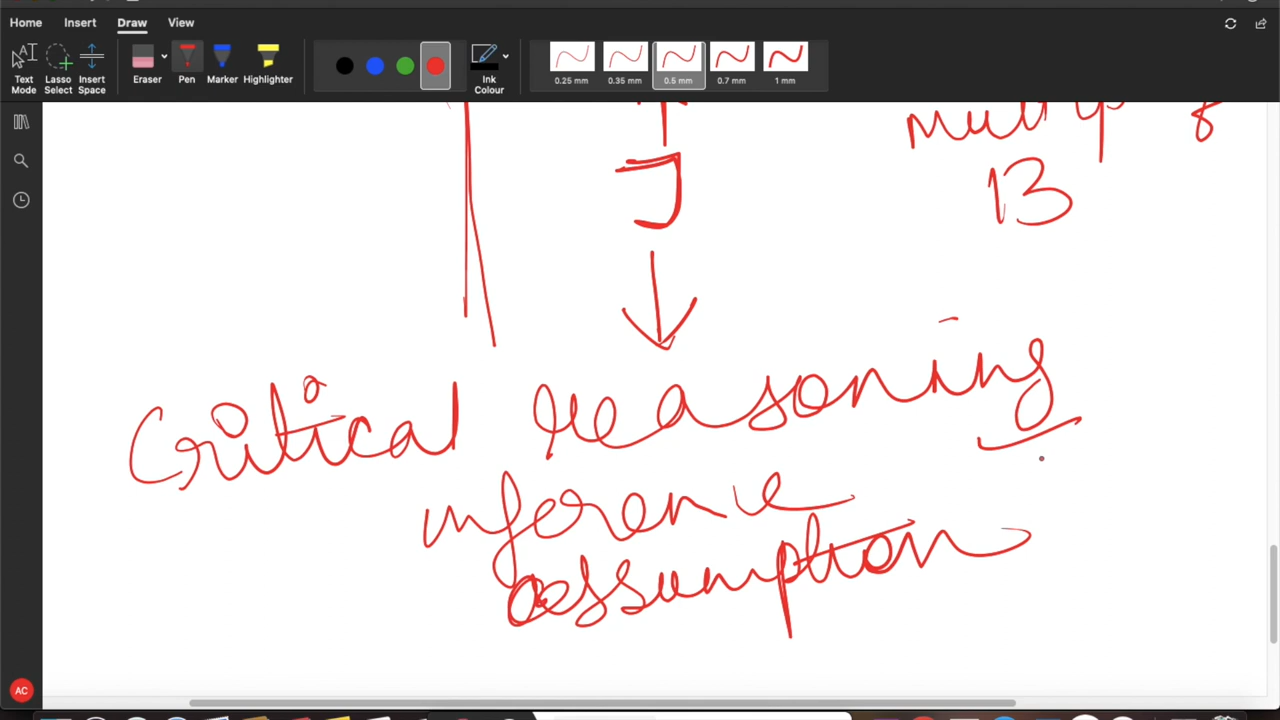 Home Insert Draw View
Text Mode Lasso Select Insert Space Eraser Pen Marker Highlighter Ink Colour 0.25 mm 0.35 mm 0.5 mm 0.7 mm 1 mm
13
Critical reasoning
inference
assumption
AC